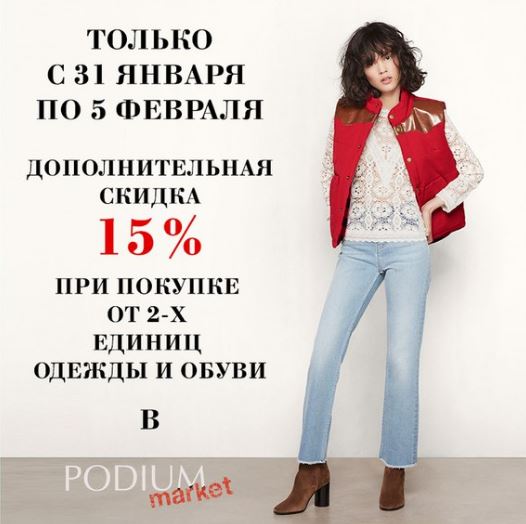 ТОЛЬКО
С 31 ЯНВАРЯ
ПО 5 ФЕВРАЛЯ
ДОПОЛНИТЕЛЬНАЯ
СКИДКА
15%
ПРИ ПОКУПКЕ
ОТ 2-Х
ЕДИНИЦ
ОДЕЖДЫ И ОБУВИ
В
PODIUM
market